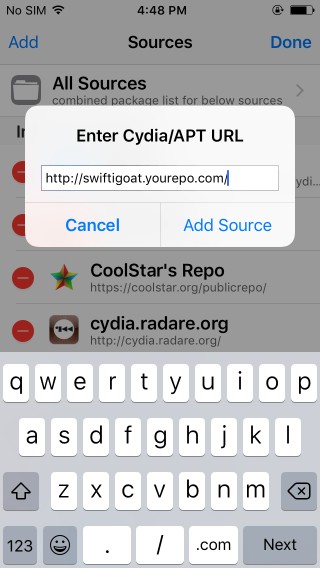 No SIM 4:48 PM
Add Sources Done
All Sources
combined package list for below sources
Enter Cydia/APT URL
http://swiftigoat.yourepo.com/
Cancel Add Source
CoolStar's Repo
https://coolstar.org/publicrepo/
cydia.radare.org
http://cydia.radare.org/
q w e r t y u i o p
a s d f g h j k l
z x c v b n m
123 . / .com Next